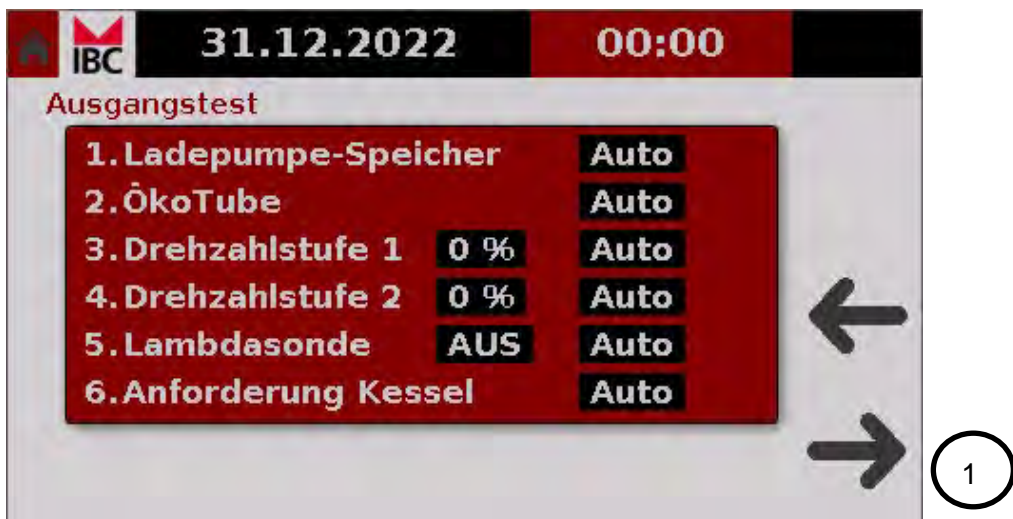 IBC 31.12.2022 00:00
Ausgangstest
1.Ladepumpe-Speicher Auto
2.ÖkoTube Auto
3.Drehzahlstufe 1 0 % Auto
4.Drehzahlstufe 2 0 % Auto
5.Lambdasonde AUS Auto
6.Anforderung Kessel Auto
1